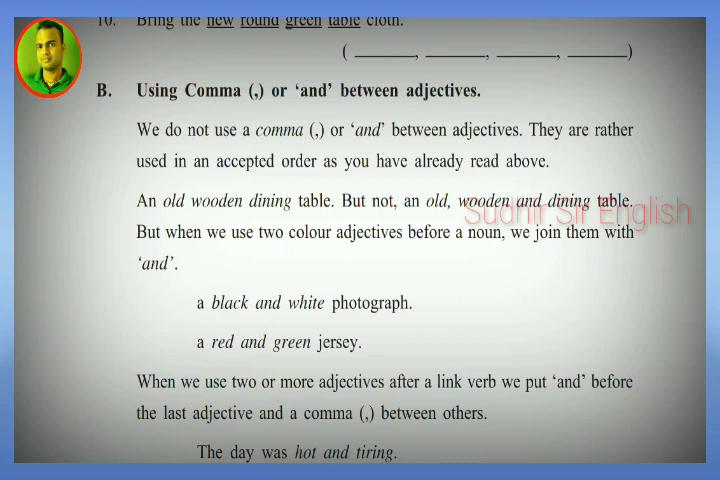 10. Bring the new round green table cloth.
( ______, ______, ______, ______)
B. Using Comma (,) or ‘and’ between adjectives.
We do not use a comma (,) or ‘and’ between adjectives. They are rather
used in an accepted order as you have already read above.
An old wooden dining table. But not, an old, wooden and dining table.
Sudhir Sir English
But when we use two colour adjectives before a noun, we join them with
‘and’.
a black and white photograph.
a red and green jersey.
When we use two or more adjectives after a link verb we put ‘and’ before
the last adjective and a comma (,) between others.
The day was hot and tiring.